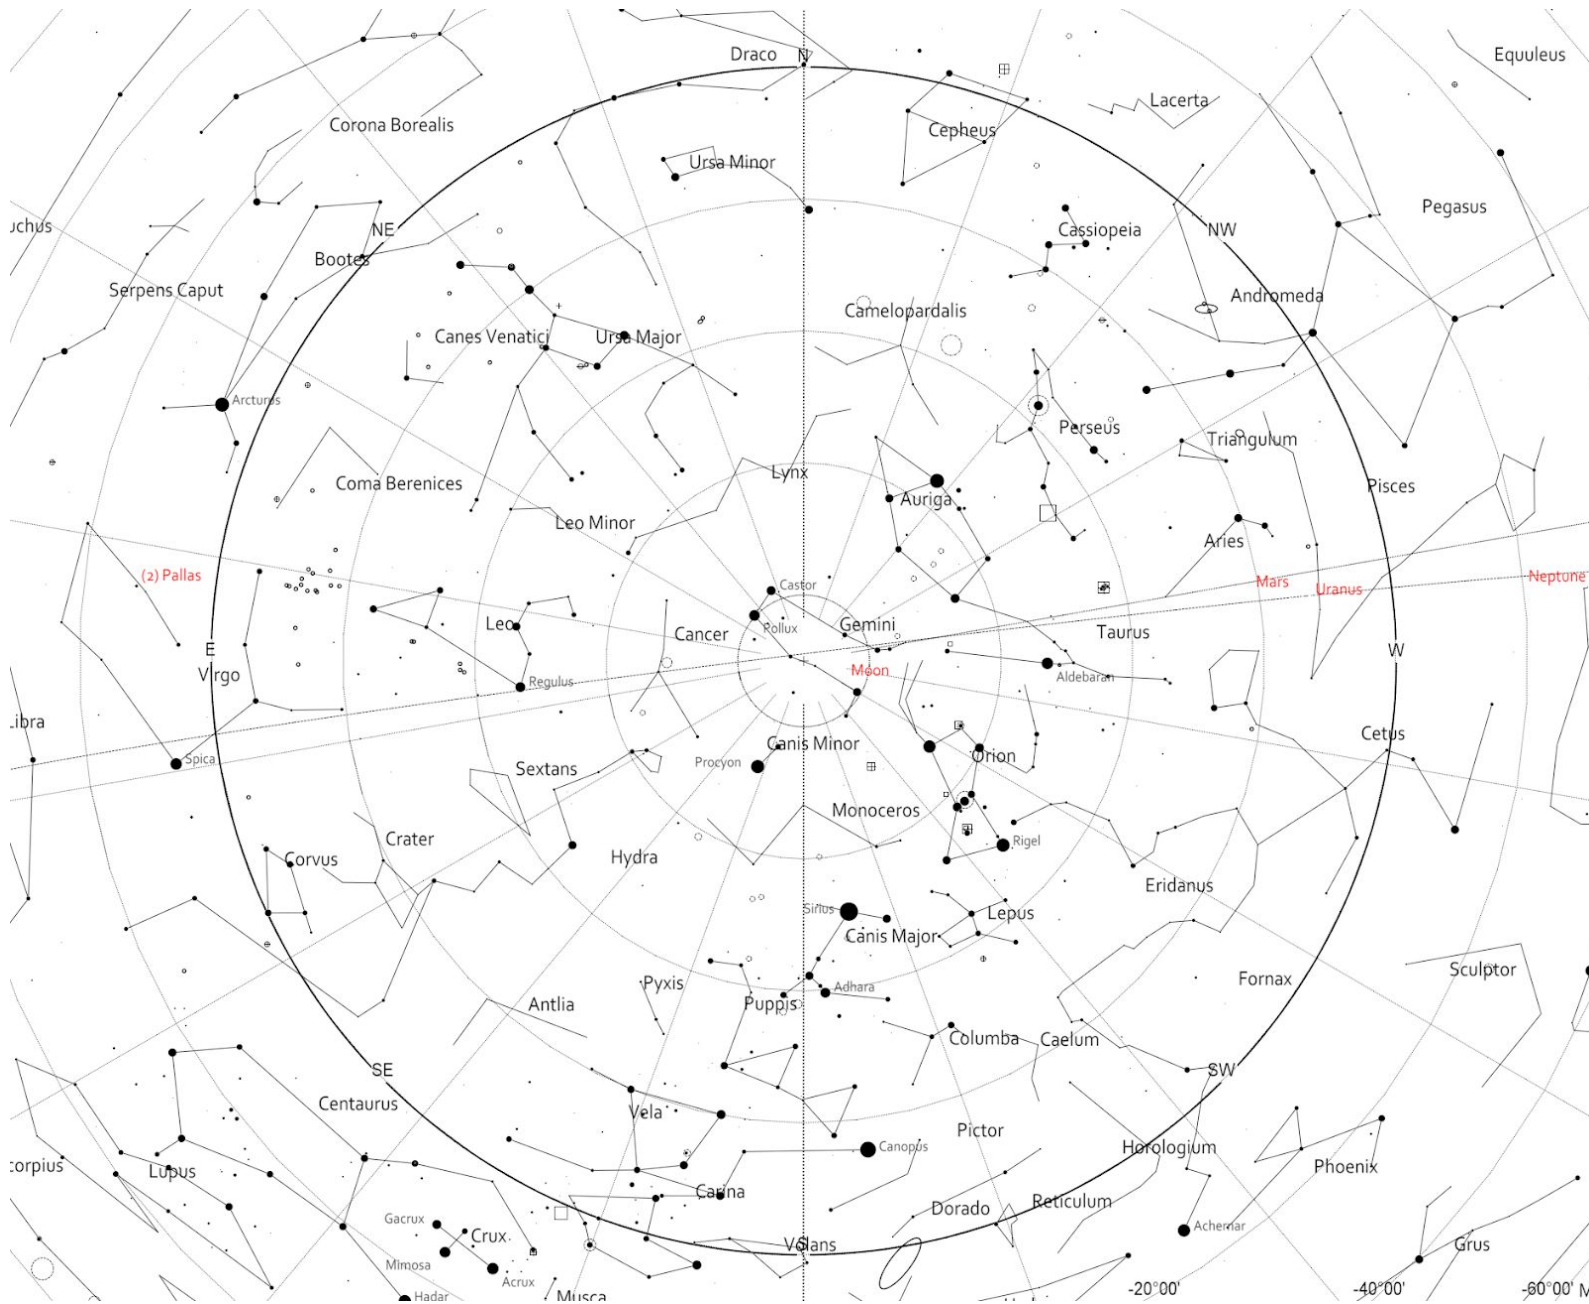 Draco
N
Equuleus
Lacerta
Corona Borealis
Cepheus
Ursa Minor
Pegasus
uchus
NE
Cassiopeia
NW
Bootes
Serpens Caput
Andromeda
Camelopardalis
Canes Venatici
Ursa Major
Arcturus
Perseus
Triangulum
Lynx
Coma Berenices
Pisces
Auriga
Leo Minor
Aries
(2) Pallas
Mars
Uranus
Neptune
Castor
Leo
Pollux
Gemini
Cancer
Taurus
E
W
Virgo
Moon
Aldebaran
Regulus
Libra
Cetus
Spica
Canis Minor
Orion
Procyon
Sextans
Monoceros
Crater
Rigel
Corvus
Hydra
Eridanus
Sirius
Lepus
Canis Major
Sculptor
Fornax
Pyxis
Adhara
Antlia
Puppis
Columba
Caelum
SE
SW
Centaurus
Vela
Pictor
Canopus
Horologium
corpius
Lupus
Phoenix
Carina
Reticulum
Dorado
Gacrux
Achernar
Crux
Volans
S
Grus
Mimosa
Acrux
-20°00'
-40°00'
-60°00'
M
Hadar
Musca